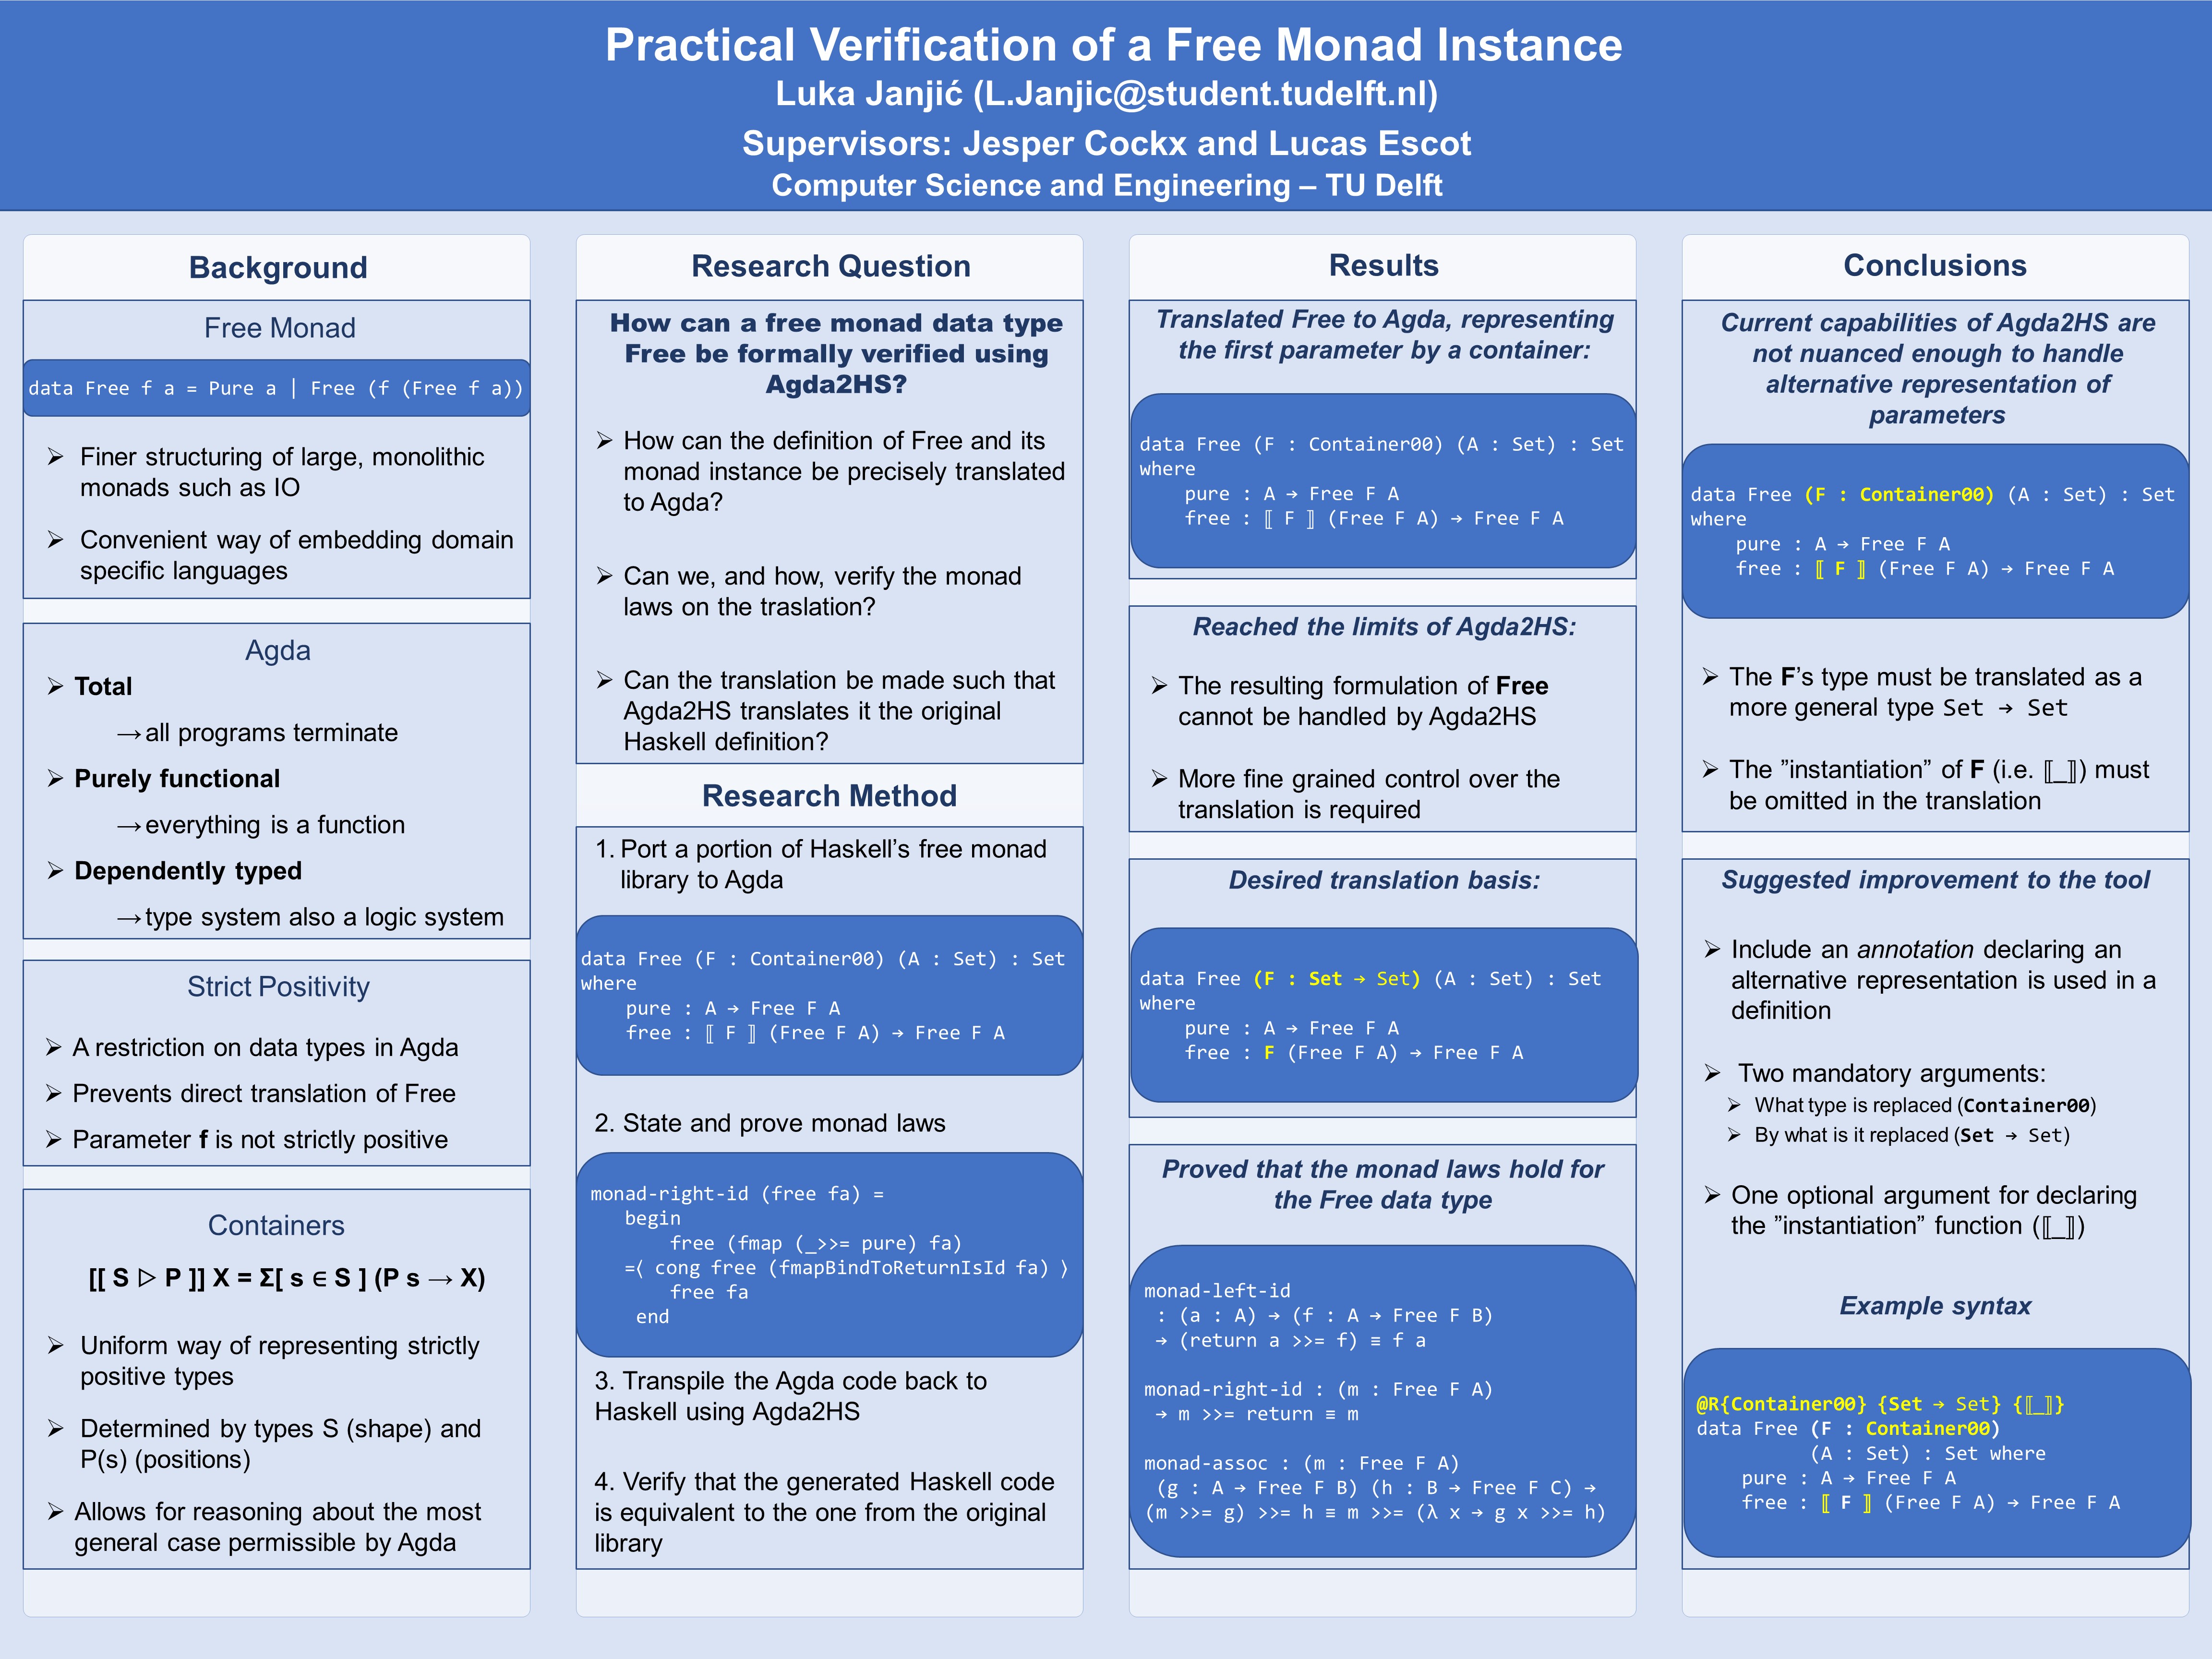 Practical Verification of a Free Monad Instance
Luka Janjić (L.Janjic@student.tudelft.nl)
Supervisors: Jesper Cockx and Lucas Escot
Computer Science and Engineering – TU Delft
Background
Free Monad
data Free f a = Pure a | Free (f (Free f a))
➢ Finer structuring of large, monolithic
monads such as IO
➢ Convenient way of embedding domain
specific languages
Agda
➢ Total
→all programs terminate
➢ Purely functional
→everything is a function
➢ Dependently typed
→type system also a logic system
Strict Positivity
➢ A restriction on data types in Agda
➢ Prevents direct translation of Free
➢ Parameter f is not strictly positive
Containers
[[ S ▷ P ]] X = Σ[ s ∈ S ] (P s → X)
➢ Uniform way of representing strictly
positive types
➢ Determined by types S (shape) and
P(s) (positions)
➢ Allows for reasoning about the most
general case permissible by Agda
Research Question
How can a free monad data type
Free be formally verified using
Agda2HS?
➢ How can the definition of Free and its
monad instance be precisely translated
to Agda?
➢ Can we, and how, verify the monad
laws on the traslation?
➢ Can the translation be made such that
Agda2HS translates it the original
Haskell definition?
Research Method
1. Port a portion of Haskell's free monad
library to Agda
data Free (F : Container00) (A : Set) : Set
where
pure : A → Free F A
free : ⟦ F ⟧ (Free F A) → Free F A
2. State and prove monad laws
monad-right-id (free fa) =
begin
free (fmap (_>>= pure) fa)
=⟨ cong free (fmapBindToReturnIsId fa) ⟩
free fa
end
3. Transpile the Agda code back to
Haskell using Agda2HS
4. Verify that the generated Haskell code
is equivalent to the one from the original
library
Results
Translated Free to Agda, representing
the first parameter by a container:
data Free (F : Container00) (A : Set) : Set
where
pure : A → Free F A
free : ⟦ F ⟧ (Free F A) → Free F A
Reached the limits of Agda2HS:
➢ The resulting formulation of Free
cannot be handled by Agda2HS
➢ More fine grained control over the
translation is required
Desired translation basis:
data Free (F : Set → Set) (A : Set) : Set
where
pure : A → Free F A
free : F (Free F A) → Free F A
Proved that the monad laws hold for
the Free data type
monad-left-id
: (a : A) → (f : A → Free F B)
→ (return a >>= f) ≡ f a
monad-right-id : (m : Free F A)
→ m >>= return ≡ m
monad-assoc : (m : Free F A)
(g : A → Free F B) (h : B → Free F C) →
(m >>= g) >>= h ≡ m >>= (λ x → g x >>= h)
Conclusions
Current capabilities of Agda2HS are
not nuanced enough to handle
alternative representation of
parameters
data Free (F : Container00) (A : Set) : Set
where
pure : A → Free F A
free : ⟦ F ⟧ (Free F A) → Free F A
➢ The F's type must be translated as a
more general type Set → Set
➢ The ”instantiation” of F (i.e. ⟦_⟧) must
be omitted in the translation
Suggested improvement to the tool
➢ Include an annotation declaring an
alternative representation is used in a
definition
➢ Two mandatory arguments:
➢ What type is replaced (Container00)
➢ By what is it replaced (Set → Set)
➢ One optional argument for declaring
the ”instantiation” function (⟦_⟧)
Example syntax
@R{Container00} {Set → Set} {⟦_⟧}
data Free (F : Container00)
(A : Set) : Set where
pure : A → Free F A
free : ⟦ F ⟧ (Free F A) → Free F A